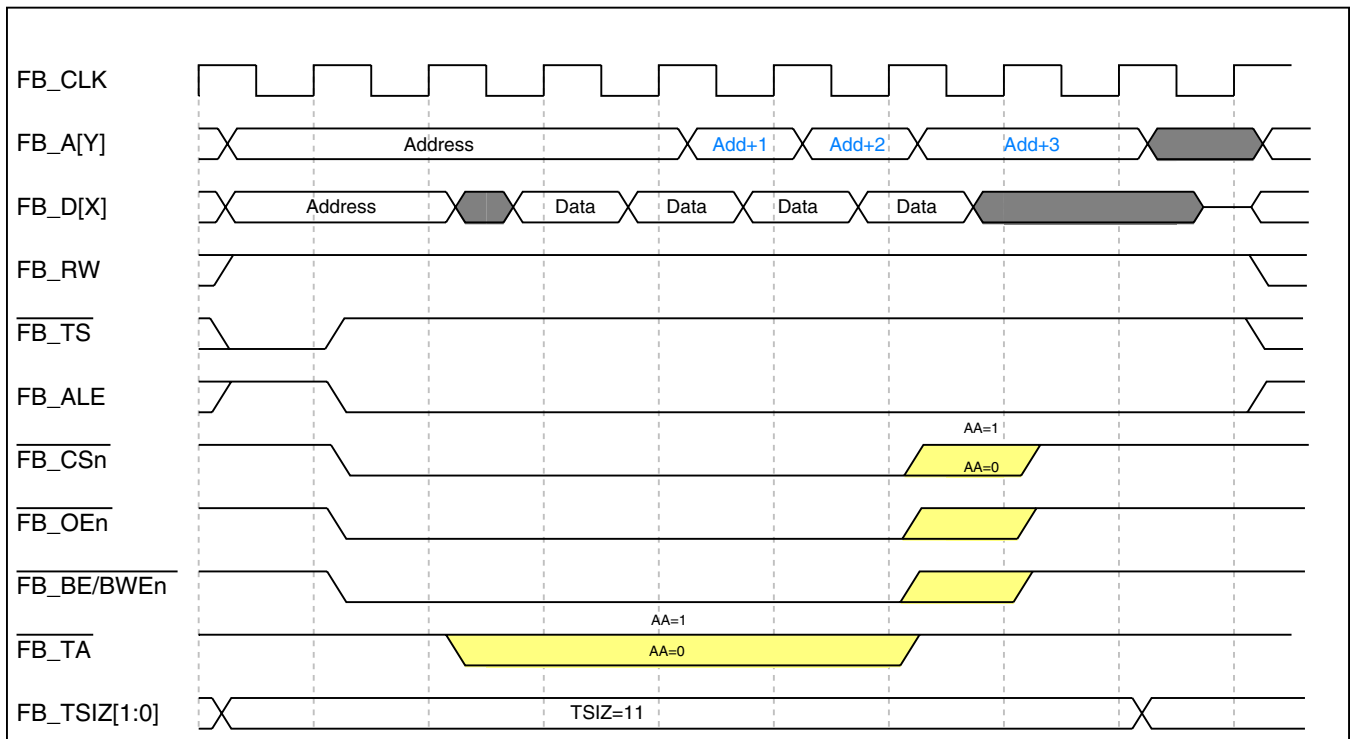 FB_CLK
FB_A[Y] Address Add+1 Add+2 Add+3
FB_D[X] Address Data Data Data Data
FB_RW
FB_TS
FB_ALE
AA=1
FB_CSn AA=0
FB_OEn
FB_BE/BWEn
AA=1
FB_TA AA=0
FB_TSIZ[1:0] TSIZ=11